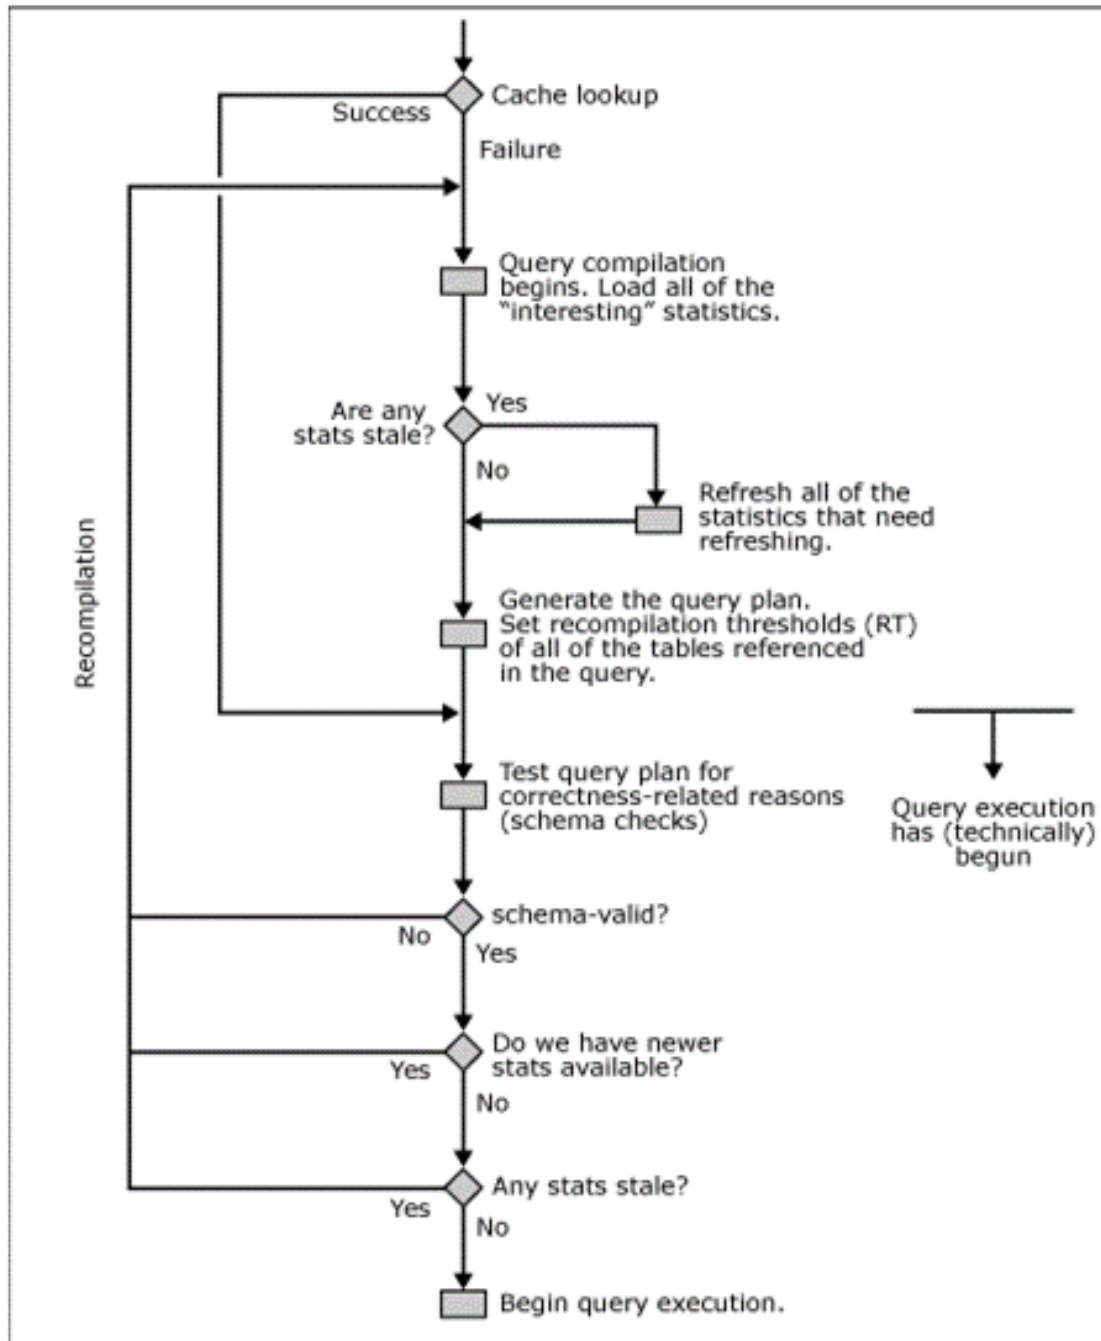 Cache lookup
Success
Failure
Query compilation
begins. Load all of the
“interesting” statistics.
Are any
stats stale?
Yes
No
Refresh all of the
statistics that need
refreshing.
Generate the query plan.
Set recompilation thresholds (RT)
of all of the tables referenced
in the query.
Recompilation
Test query plan for
correctness-related reasons
(schema checks)
Query execution
has (technically)
begun
schema-valid?
No
Yes
Do we have newer
stats available?
Yes
No
Any stats stale?
Yes
No
Begin query execution.